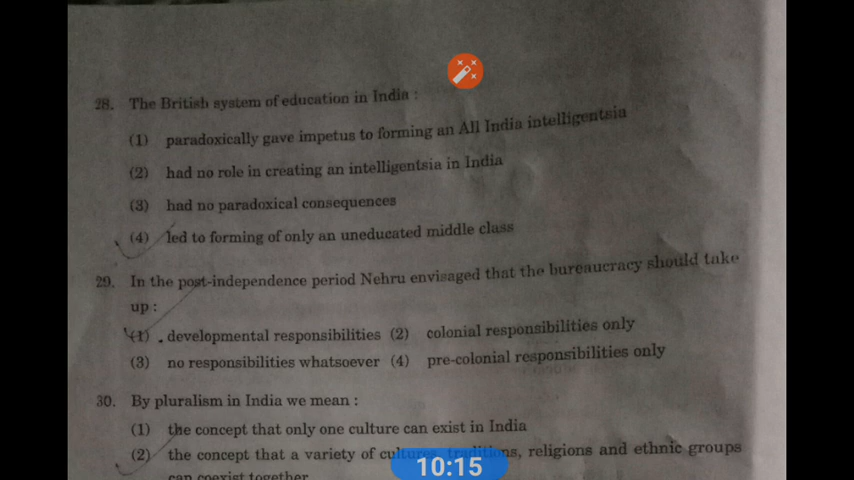 28. The British system of education in India :
(1) paradoxically gave impetus to forming an All India intelligentsia
(2) had no role in creating an intelligentsia in India
(3) had no paradoxical consequences
(4) led to forming of only an uneducated middle class
29. In the post-independence period Nehru envisaged that the bureaucracy should take
up :
(1) developmental responsibilities (2) colonial responsibilities only
(3) no responsibilities whatsoever (4) pre-colonial responsibilities only
30. By pluralism in India we mean :
(1) the concept that only one culture can exist in India
(2) the concept that a variety of cultures, traditions, religions and ethnic groups
can coexist together
10:15